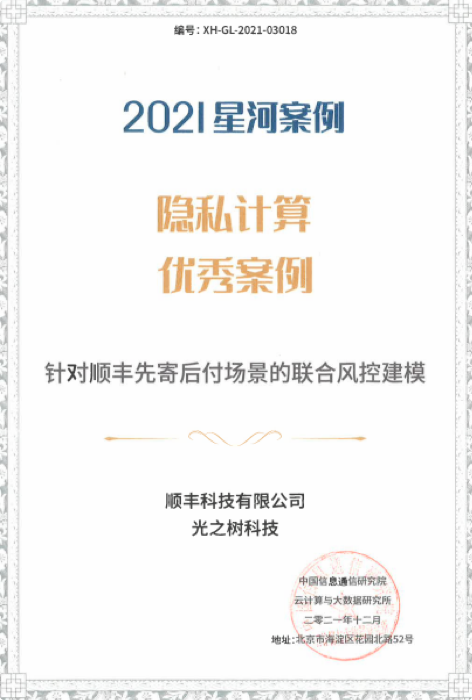 编号：XH-GL-2021-03018
2021星河案例
隐私计算
优秀案例
针对顺丰先寄后付场景的联合风控建模
顺丰科技有限公司
光之树科技
中国信息通信研究院
云计算与大数据研究所
二零二一年十二月
地址:北京市海淀区花园北路52号